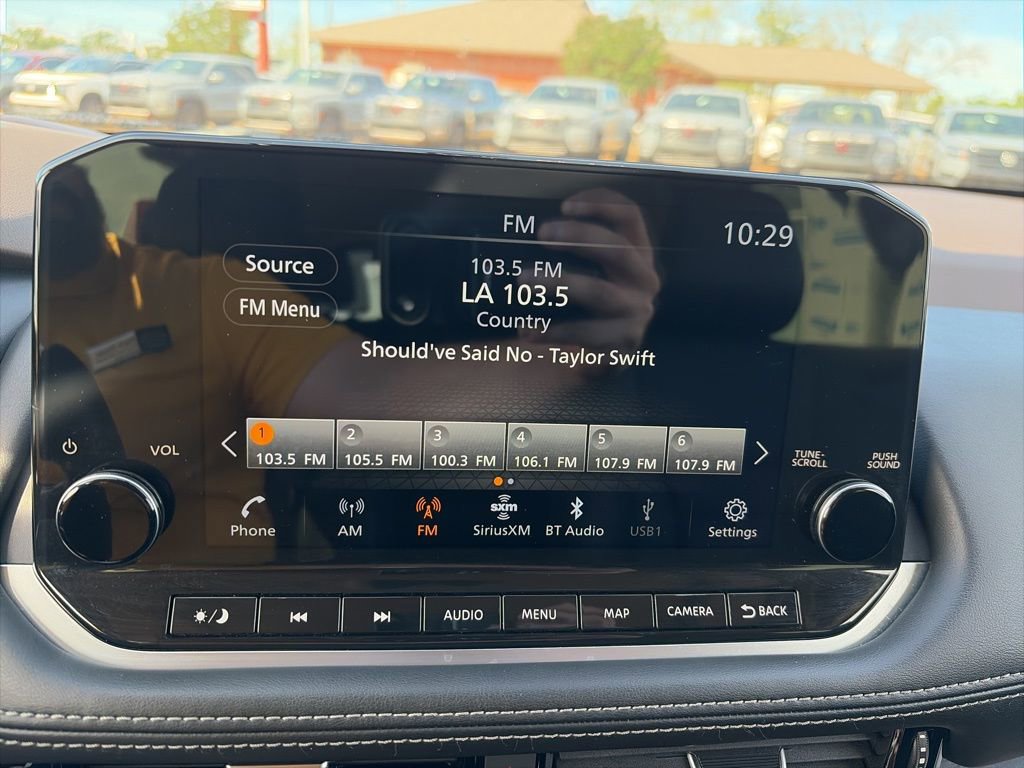 FM
10:29
Source
FM Menu
103.5 FM
LA 103.5
Country
Should've Said No - Taylor Swift
VOL
1 2 3 4 5 6
103.5 FM 105.5 FM 100.3 FM 106.1 FM 107.9 FM 107.9 FM
TUNE-
SCROLL
PUSH
SOUND
Phone AM FM sxm SiriusXM BT Audio USB1 Settings
AUDIO MENU MAP CAMERA BACK